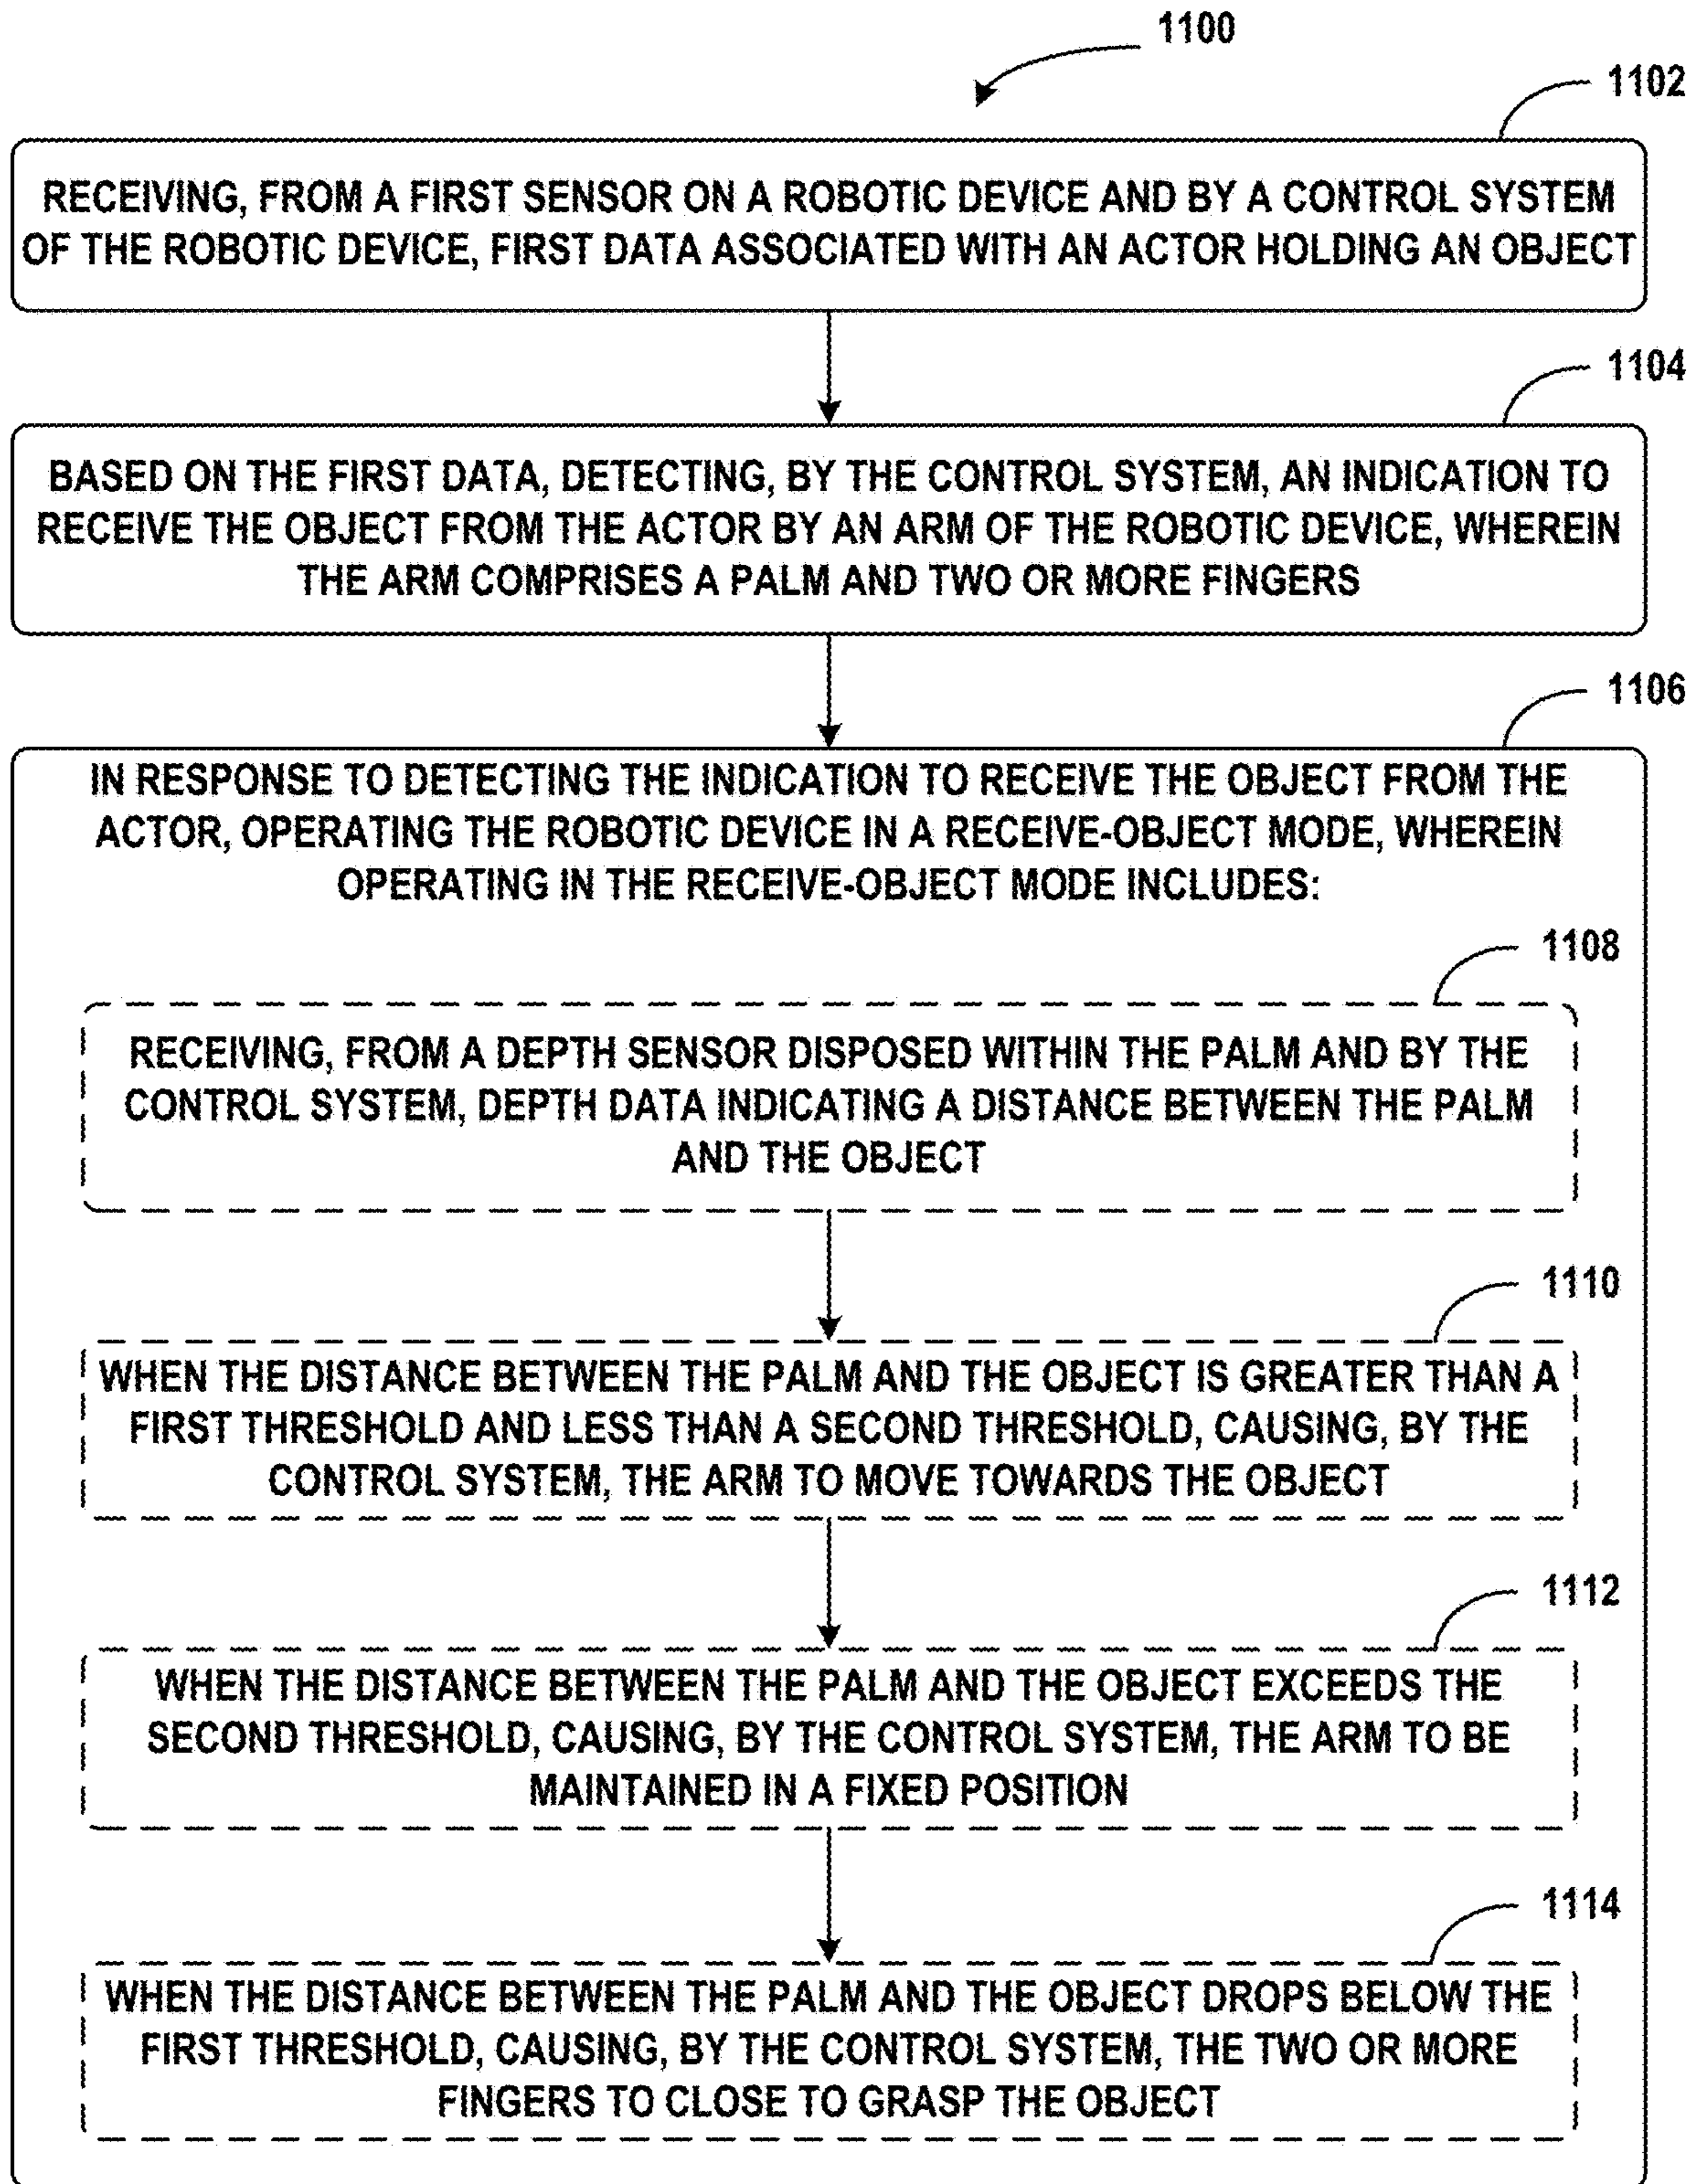 1100
1102
RECEIVING, FROM A FIRST SENSOR ON A ROBOTIC DEVICE AND BY A CONTROL SYSTEM
OF THE ROBOTIC DEVICE, FIRST DATA ASSOCIATED WITH AN ACTOR HOLDING AN OBJECT
1104
BASED ON THE FIRST DATA, DETECTING, BY THE CONTROL SYSTEM, AN INDICATION TO
RECEIVE THE OBJECT FROM THE ACTOR BY AN ARM OF THE ROBOTIC DEVICE, WHEREIN
THE ARM COMPRISES A PALM AND TWO OR MORE FINGERS
1106
IN RESPONSE TO DETECTING THE INDICATION TO RECEIVE THE OBJECT FROM THE
ACTOR, OPERATING THE ROBOTIC DEVICE IN A RECEIVE-OBJECT MODE, WHEREIN
OPERATING IN THE RECEIVE-OBJECT MODE INCLUDES:
1108
RECEIVING, FROM A DEPTH SENSOR DISPOSED WITHIN THE PALM AND BY THE
CONTROL SYSTEM, DEPTH DATA INDICATING A DISTANCE BETWEEN THE PALM
AND THE OBJECT
1110
WHEN THE DISTANCE BETWEEN THE PALM AND THE OBJECT IS GREATER THAN A
FIRST THRESHOLD AND LESS THAN A SECOND THRESHOLD, CAUSING, BY THE
CONTROL SYSTEM, THE ARM TO MOVE TOWARDS THE OBJECT
1112
WHEN THE DISTANCE BETWEEN THE PALM AND THE OBJECT EXCEEDS THE
SECOND THRESHOLD, CAUSING, BY THE CONTROL SYSTEM, THE ARM TO BE
MAINTAINED IN A FIXED POSITION
1114
WHEN THE DISTANCE BETWEEN THE PALM AND THE OBJECT DROPS BELOW THE
FIRST THRESHOLD, CAUSING, BY THE CONTROL SYSTEM, THE TWO OR MORE
FINGERS TO CLOSE TO GRASP THE OBJECT